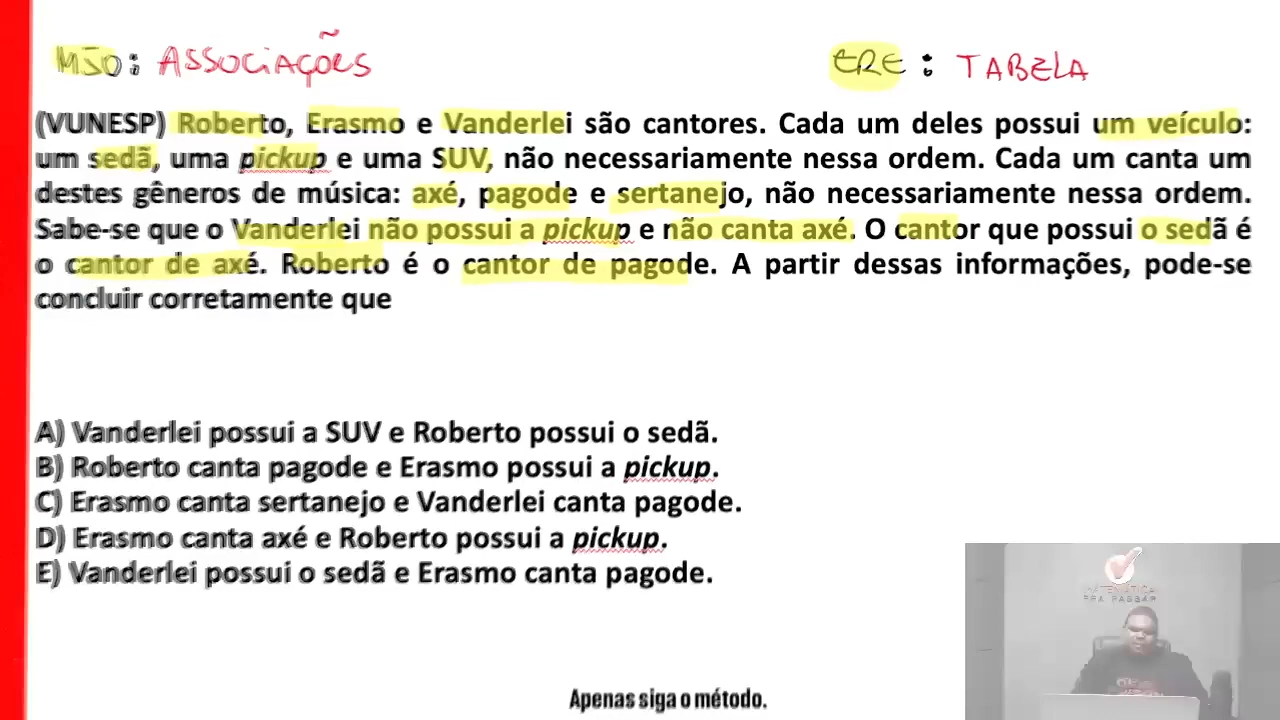 MJO: ASSOCIAÇÕES
ERE: TABELA
(VUNESP) Roberto, Erasmo e Vanderlei são cantores. Cada um deles possui um veículo:
um sedã, uma pickup e uma SUV, não necessariamente nessa ordem. Cada um canta um
destes gêneros de música: axé, pagode e sertanejo, não necessariamente nessa ordem.
Sabe-se que o Vanderlei não possui a pickup e não canta axé. O cantor que possui o sedã é
o cantor de axé. Roberto é o cantor de pagode. A partir dessas informações, pode-se
concluir corretamente que
A) Vanderlei possui a SUV e Roberto possui o sedã.
B) Roberto canta pagode e Erasmo possui a pickup.
C) Erasmo canta sertanejo e Vanderlei canta pagode.
D) Erasmo canta axé e Roberto possui a pickup.
E) Vanderlei possui o sedã e Erasmo canta pagode.
MATEMÁTICA
PRA PASSAR
Apenas siga o método.